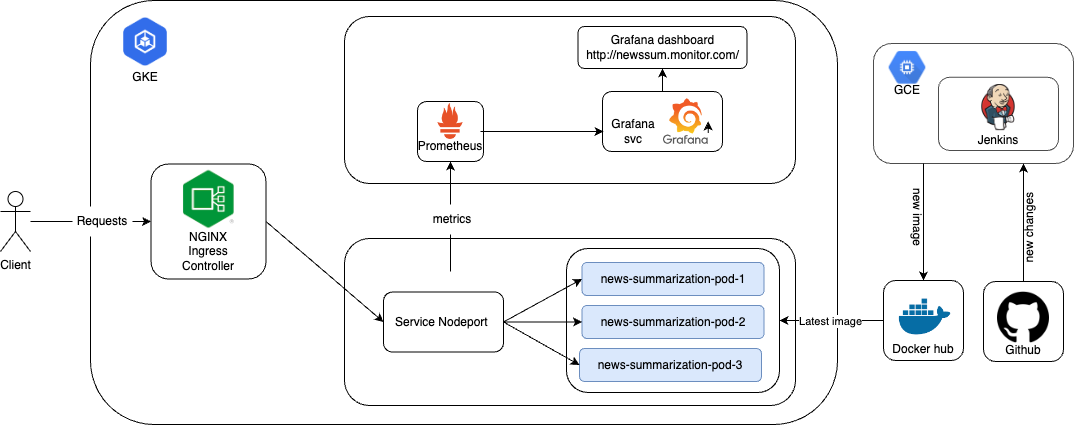 GKE
Grafana dashboard
http://newssum.monitor.com/
Prometheus
Grafana
svc
Grafana
GCE
Jenkins
Client
Requests
NGINX
Ingress
Controller
metrics
new image
new changes
Service Nodeport
news-summarization-pod-1
news-summarization-pod-2
news-summarization-pod-3
Latest image
Docker hub
Github